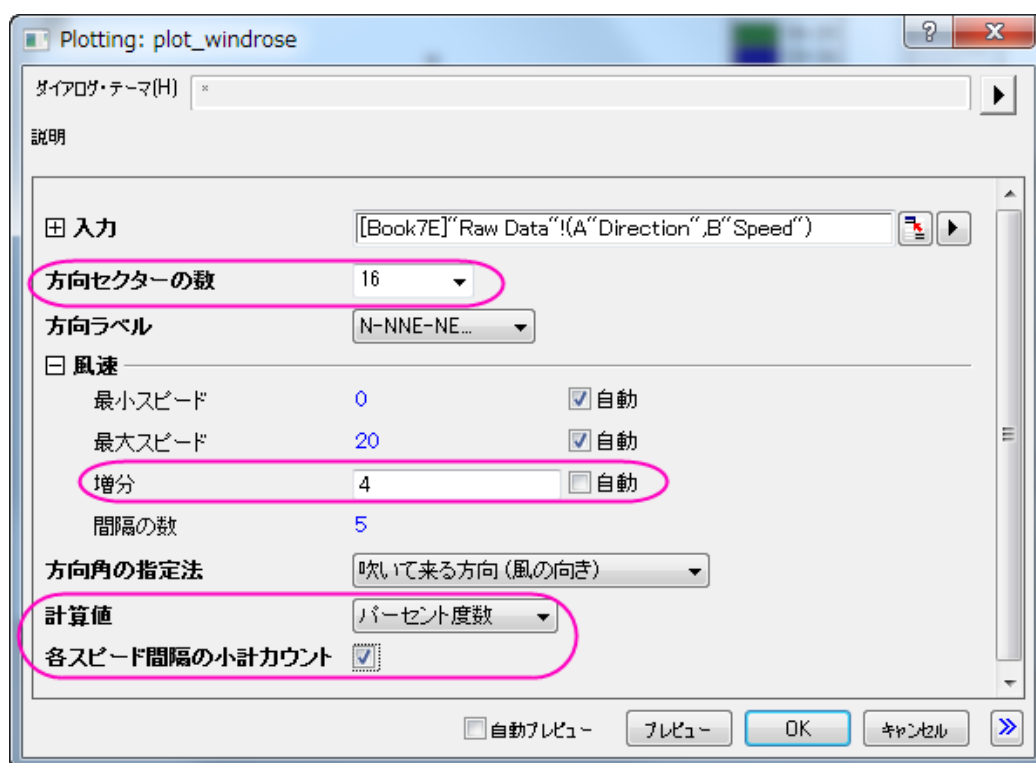 Plotting: plot_windrose
ダイアログ・テーマ(H) *
説明
入力 [Book7E]"Raw Data"!(A"Direction",B"Speed")
方向セクターの数 16
方向ラベル N-NNE-NE...
風速
最小スピード 0 自動
最大スピード 20 自動
増分 4 自動
間隔の数 5
方向角の指定法 吹いて来る方向(風の向き)
計算値 パーセント度数
各スピード間隔の小計カウント
自動プレビュー プレビュー OK キャンセル